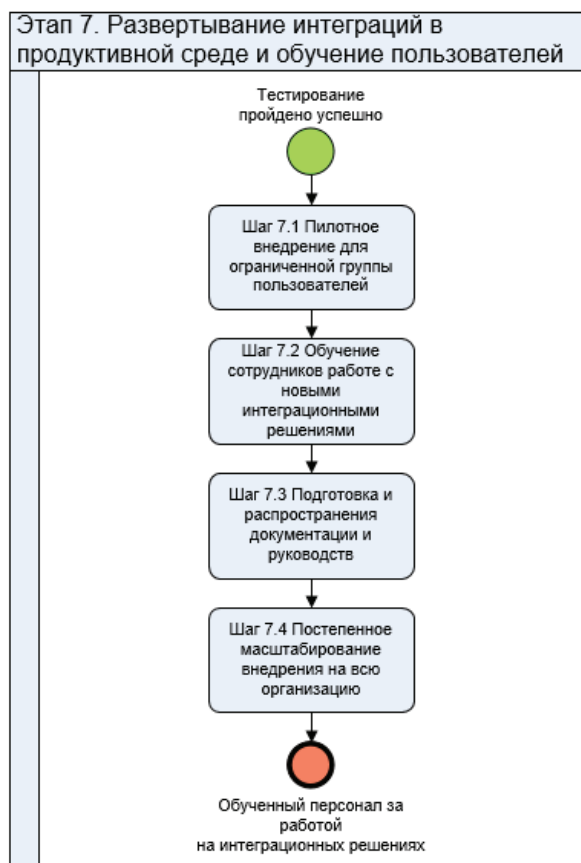 Этап 7. Развертывание интеграций в
продуктивной среде и обучение пользователей
Тестирование
пройдено успешно
Шаг 7.1 Пилотное
внедрение для
ограниченной группы
пользователей
Шаг 7.2 Обучение
сотрудников работе с
новыми
интеграционными
решениями
Шаг 7.3 Подготовка и
распространения
документации и
руководств
Шаг 7.4 Постепенное
масштабирование
внедрения на всю
организацию
Обученный персонал за
работой
на интеграционных решениях